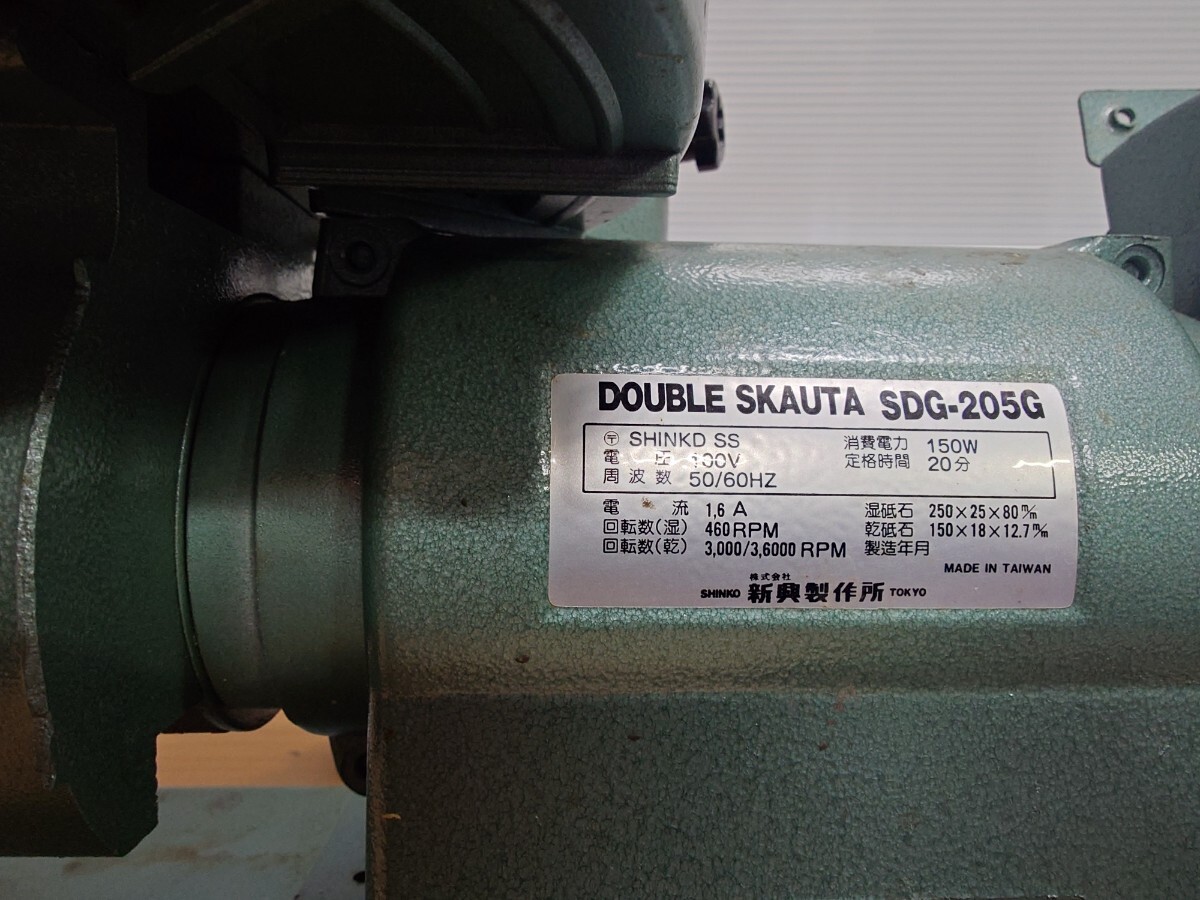 DOUBLE SKAUTA SDG-205G
〒 SHINKD SS 消費電力 150W
電圧 100V 定格時間 20分
周波数 50/60HZ
電流 1,6 A 湿砥石 250×25×80m/m
回転数(湿) 460RPM 乾砥石 150×18×12.7m/m
回転数(乾) 3,000/3,6000 RPM 製造年月
MADE IN TAIWAN
SHINKO 株式会社 新興製作所 TOKYO